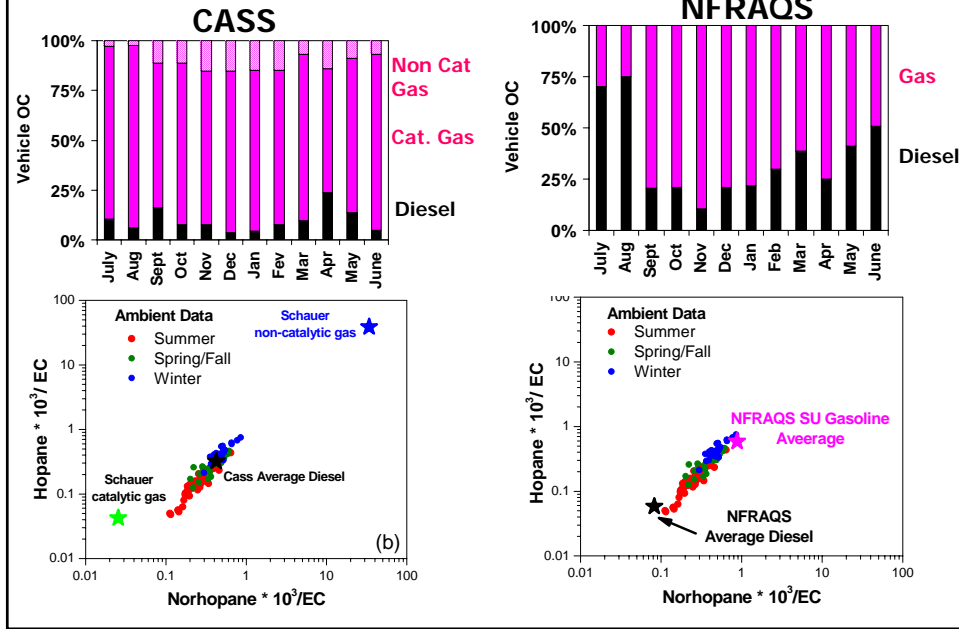 CASS
100%
75%
50%
25%
0%
Vehicle OC
Non Cat
Gas
Cat. Gas
Diesel
July
Aug
Sept
Oct
Nov
Dec
Jan
Fev
Mar
Apr
May
June
NFRAQS
100%
75%
50%
25%
0%
Vehicle OC
Gas
Diesel
July
Aug
Sept
Oct
Nov
Dec
Jan
Feb
Mar
Apr
May
June
100
10
1
0.1
0.01
Hopane * 10³/ EC
Ambient Data
Summer
Spring/Fall
Winter
Schauer
non-catalytic gas
Schauer
catalytic gas
Cass Average Diesel
(b)
0.01
0.1
1
10
100
Norhopane * 10³/EC
100
10
1
0.1
0.01
Hopane * 10³/ EC
Ambient Data
Summer
Spring/Fall
Winter
NFRAQS SU Gasoline
Aveerage
NFRAQS
Average Diesel
0.01
0.1
1
10
100
Norhopane * 10³/EC